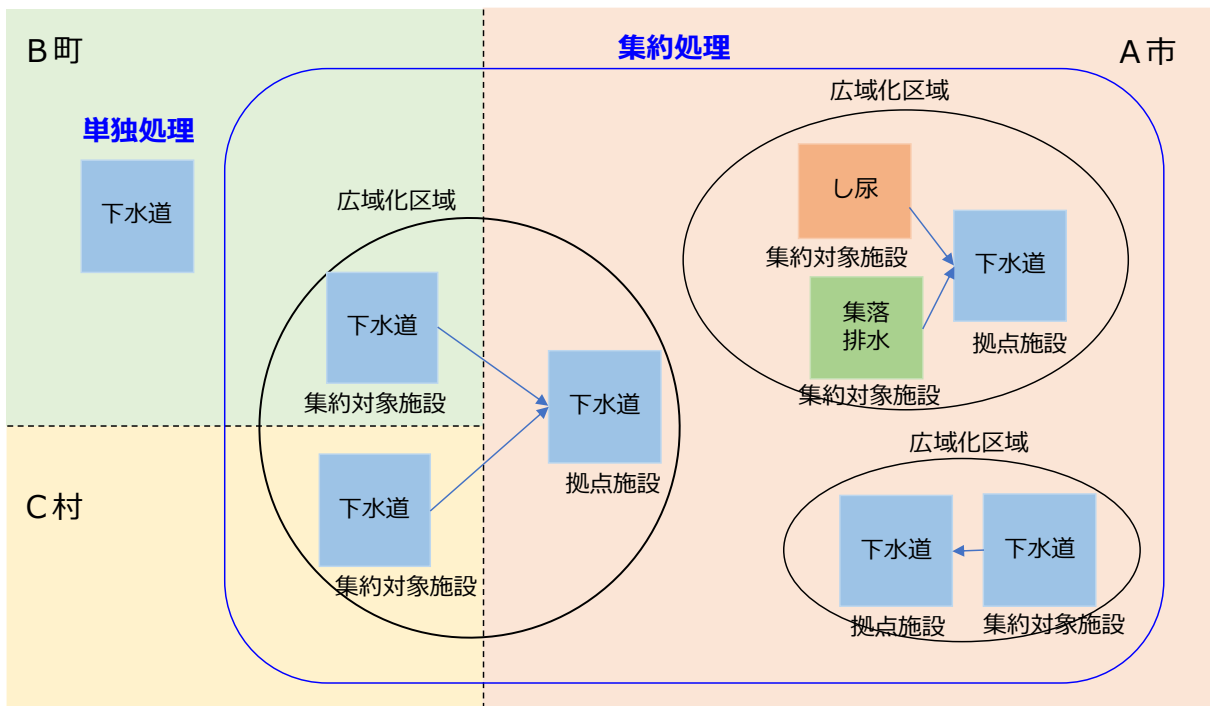 B町
集約処理
A市
単独処理
下水道
広域化区域
し尿
集約対象施設
集落
排水
集約対象施設
下水道
拠点施設
広域化区域
下水道
集約対象施設
下水道
拠点施設
C村
下水道
集約対象施設
広域化区域
下水道
拠点施設
下水道
集約対象施設